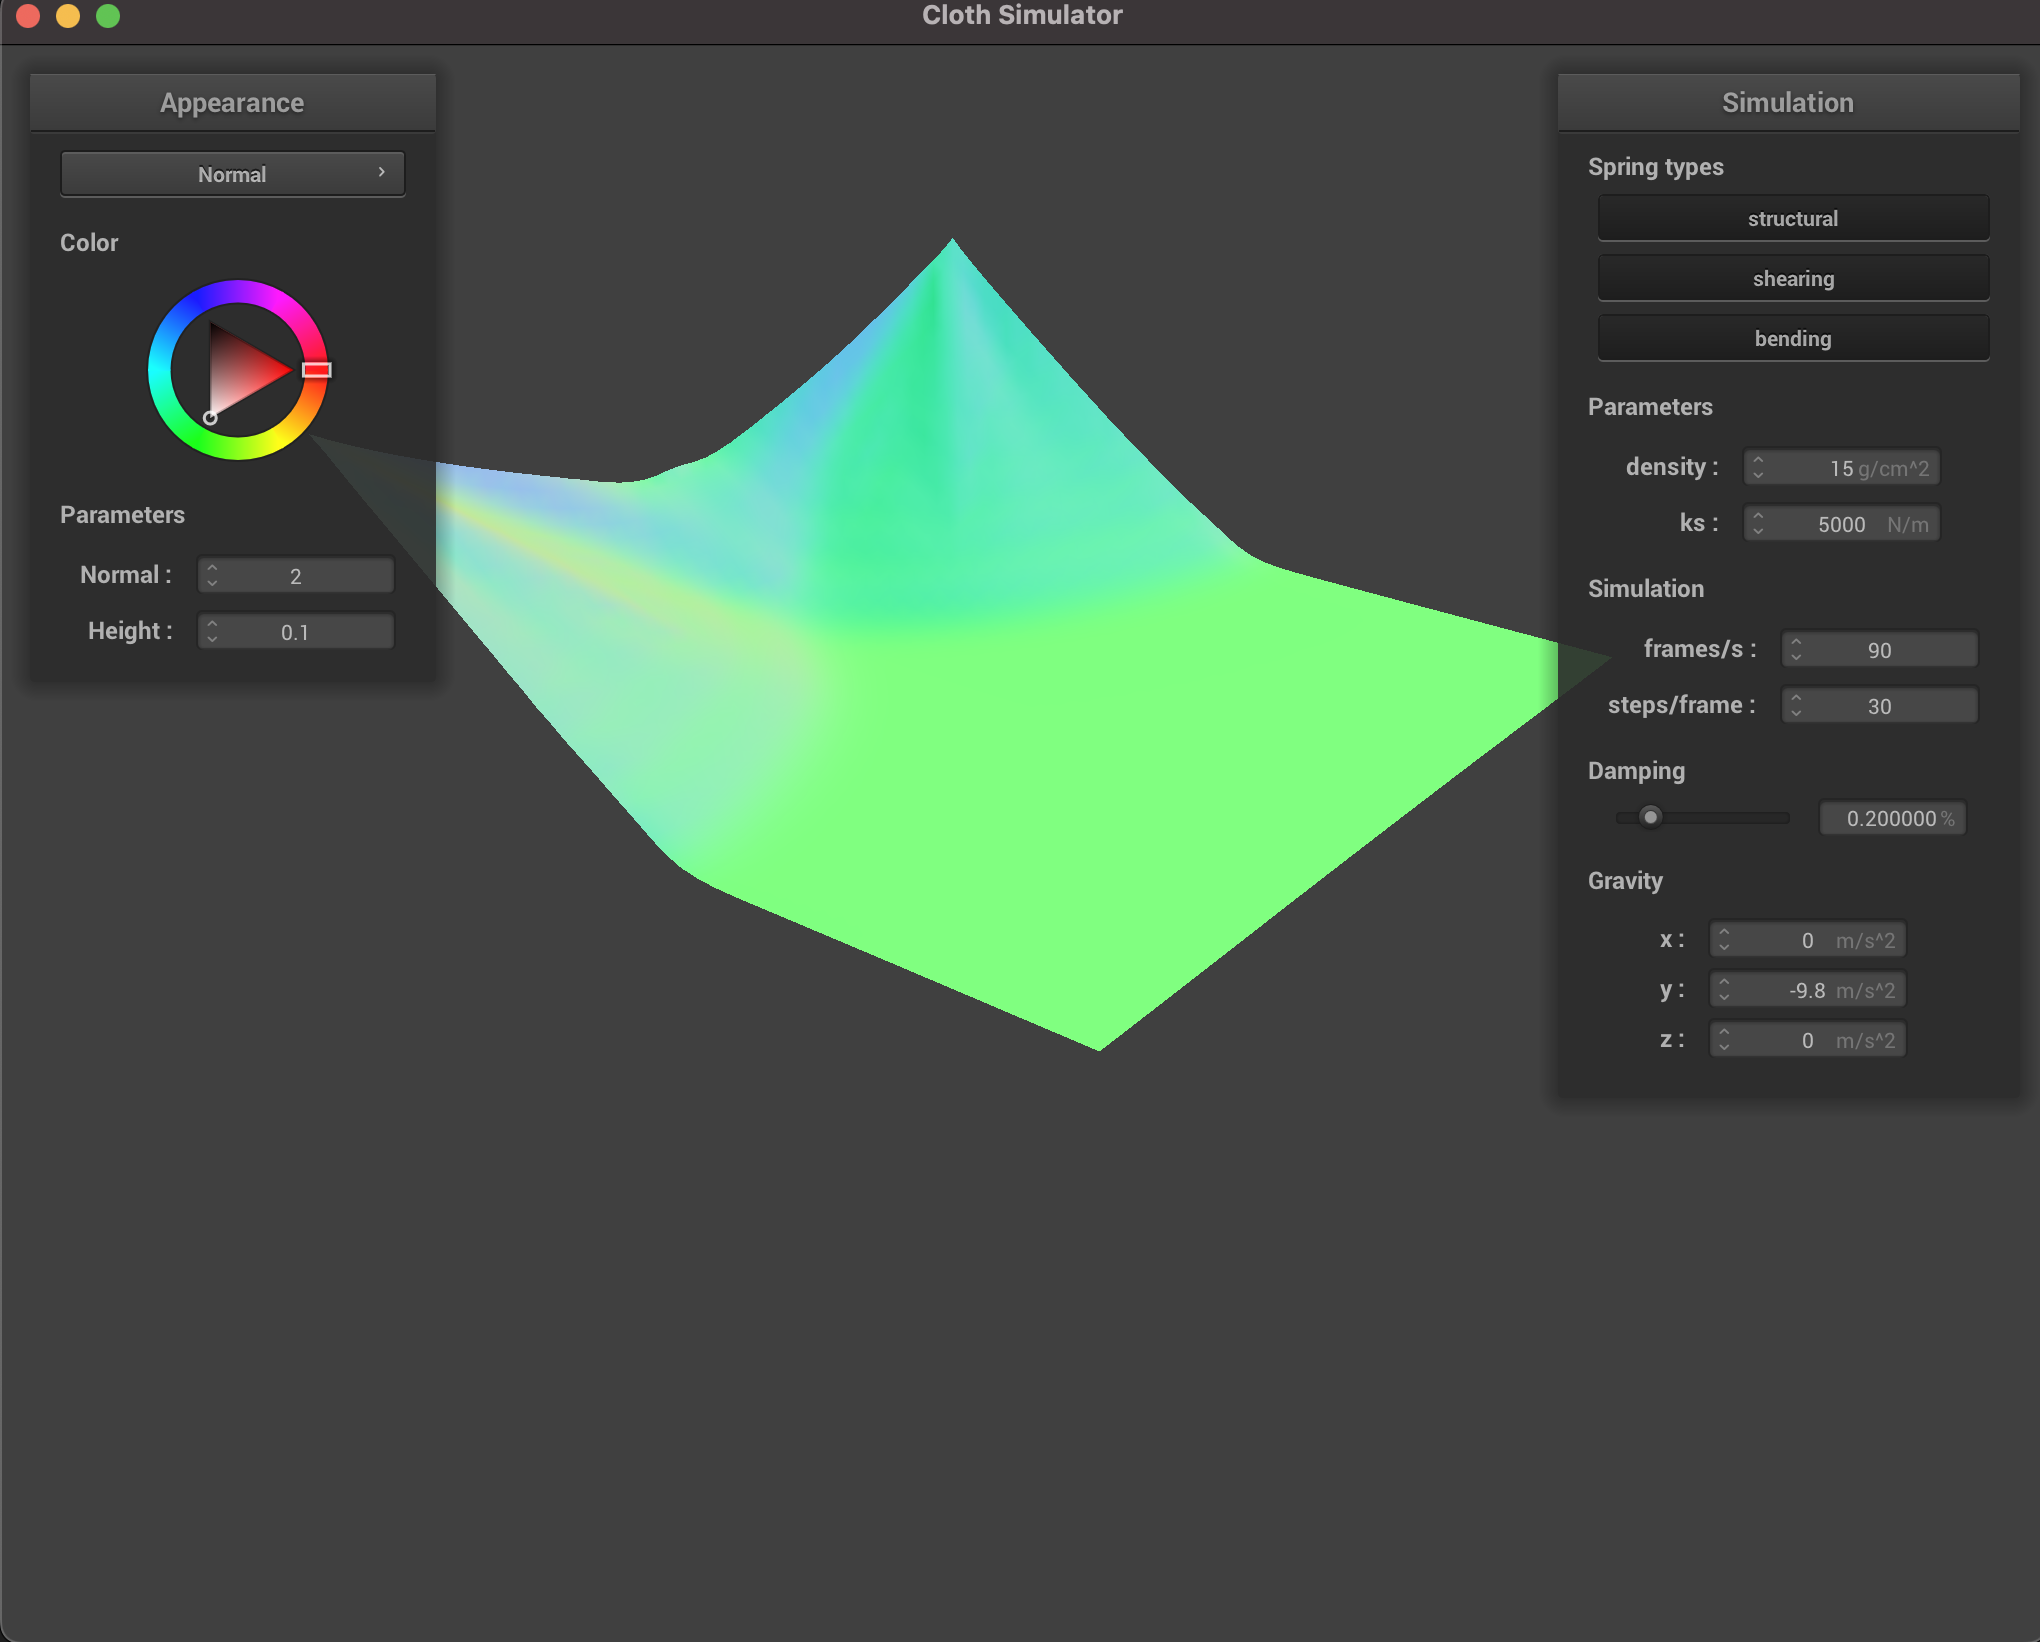 Cloth Simulator
Appearance
Normal
Color
Parameters
Normal : 2
Height : 0.1
Simulation
Spring types
structural
shearing
bending
Parameters
density : 15 g/cm^2
ks : 5000 N/m
Simulation
frames/s : 90
steps/frame : 30
Damping
0.200000 %
Gravity
x : 0 m/s^2
y : -9.8 m/s^2
z : 0 m/s^2